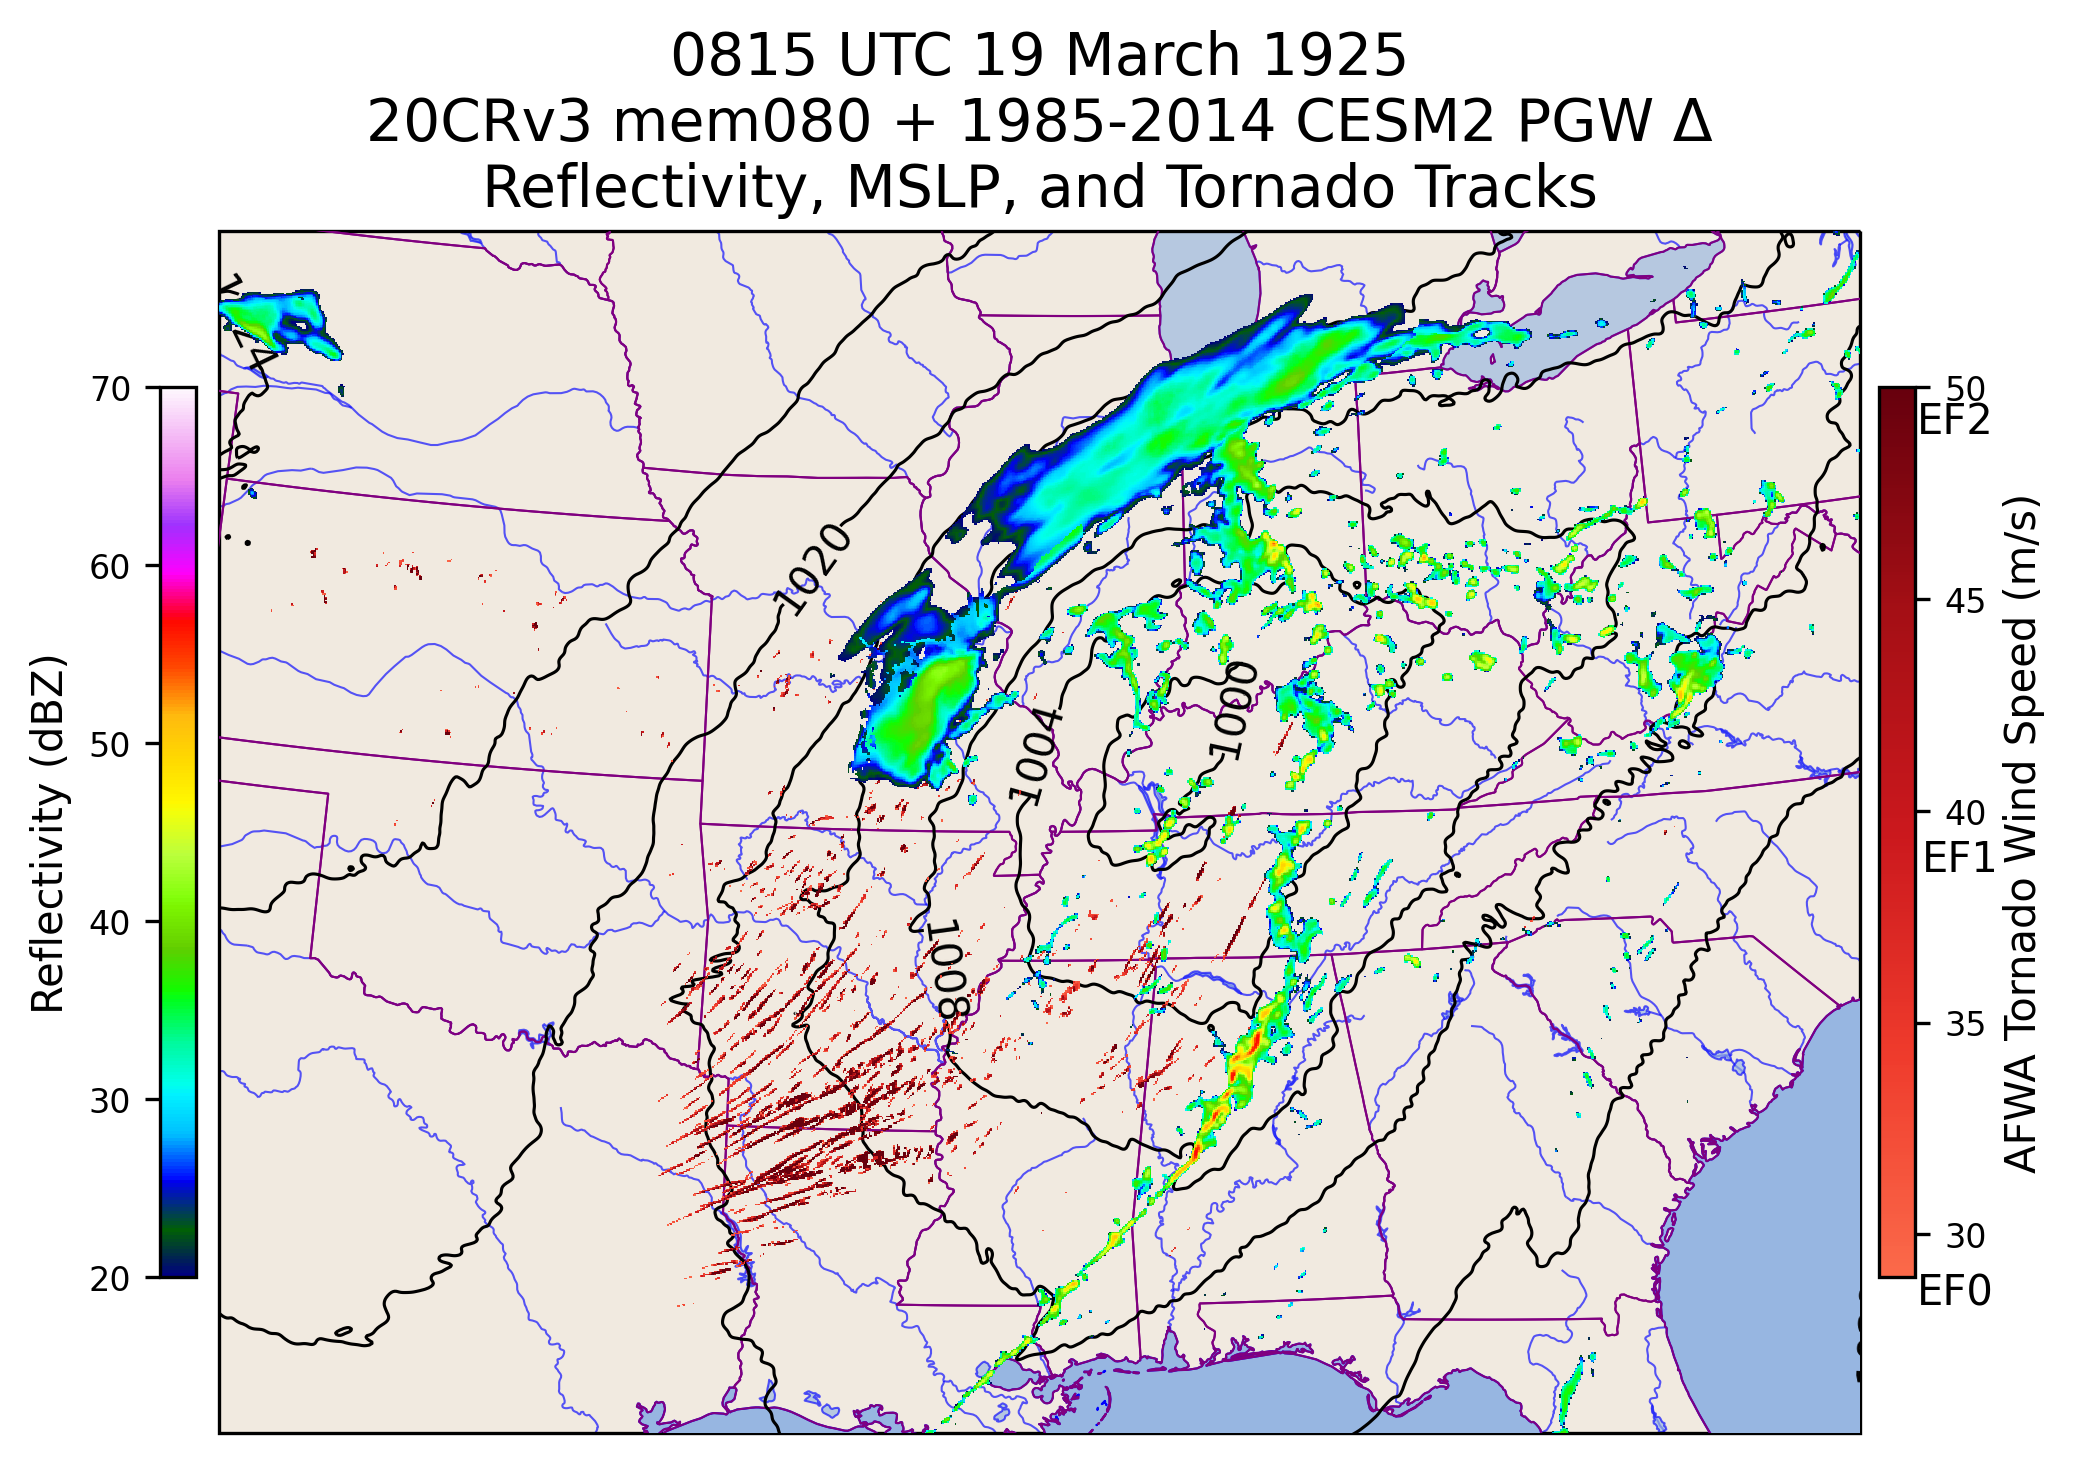 0815 UTC 19 March 1925
20CRv3 mem080 + 1985-2014 CESM2 PGW Δ
Reflectivity, MSLP, and Tornado Tracks
70
60
50
40
30
20
Reflectivity (dBZ)
1020
1004
1000
1008
50
EF2
45
40
EF1
35
30
EF0
AFWA Tornado Wind Speed (m/s)